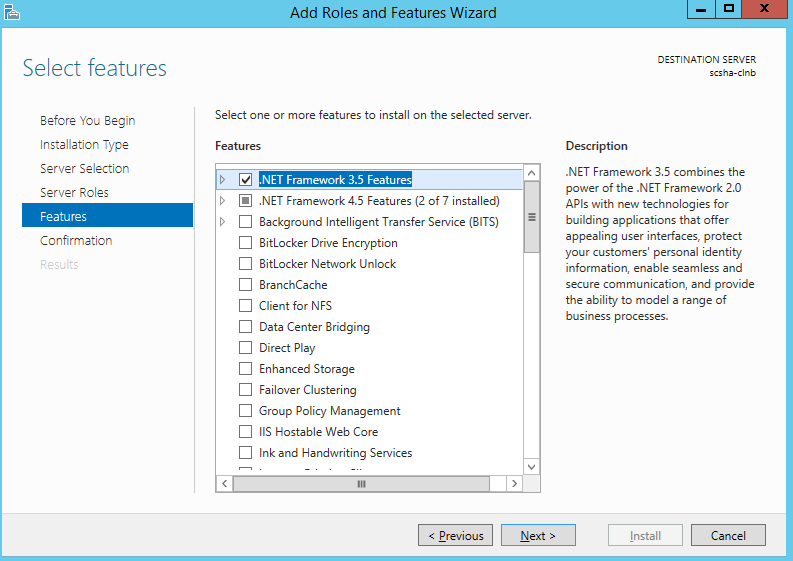 Add Roles and Features Wizard
Select features
DESTINATION SERVER
scsha-clnb
Before You Begin
Installation Type
Server Selection
Server Roles
Features
Confirmation
Results
Select one or more features to install on the selected server.
Features
.NET Framework 3.5 Features
.NET Framework 4.5 Features (2 of 7 installed)
Background Intelligent Transfer Service (BITS)
BitLocker Drive Encryption
BitLocker Network Unlock
BranchCache
Client for NFS
Data Center Bridging
Direct Play
Enhanced Storage
Failover Clustering
Group Policy Management
IIS Hostable Web Core
Ink and Handwriting Services
Description
.NET Framework 3.5 combines the
power of the .NET Framework 2.0
APIs with new technologies for
building applications that offer
appealing user interfaces, protect
your customers' personal identity
information, enable seamless and
secure communication, and provide
the ability to model a range of
business processes.
< Previous
Next >
Install
Cancel